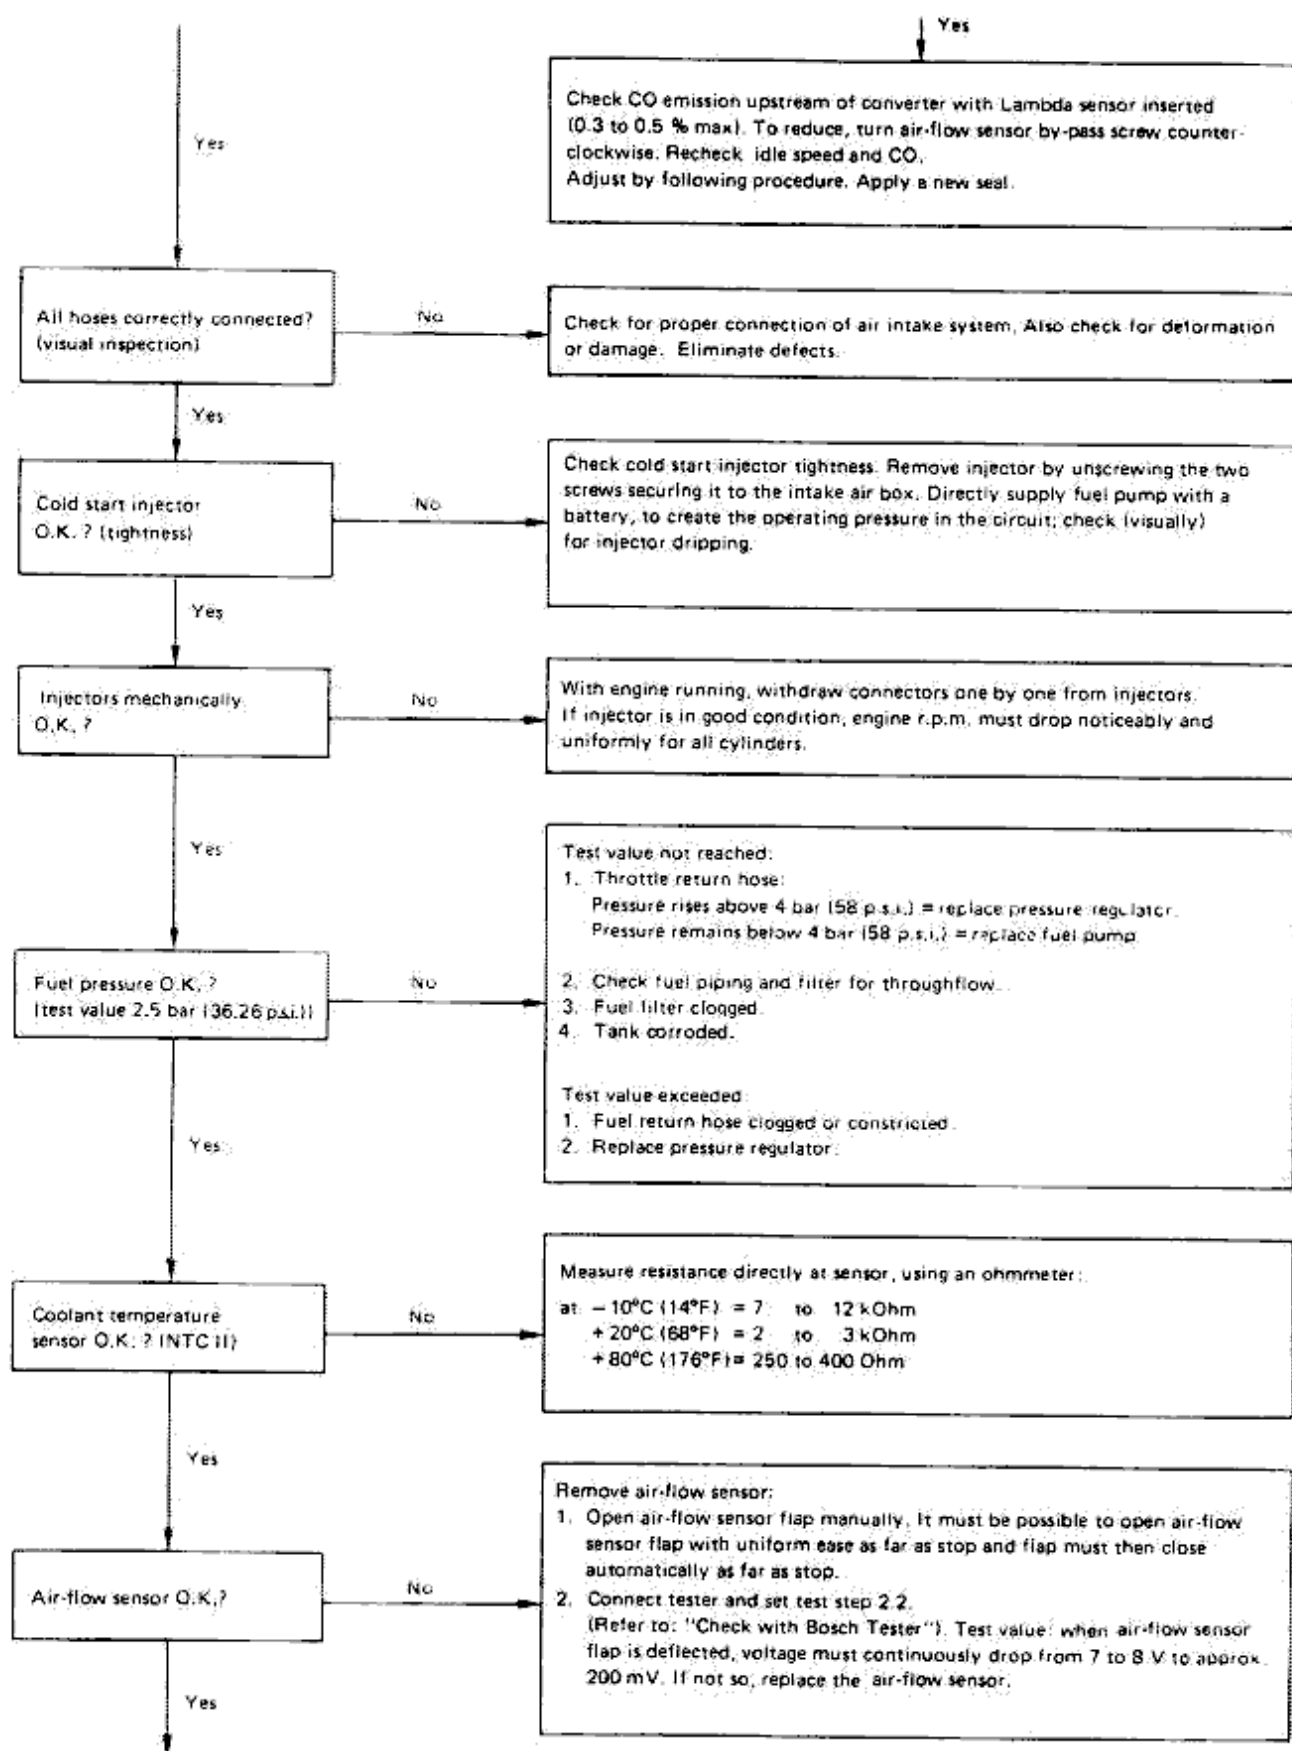 Yes
Check CO emission upstream of converter with Lambda sensor inserted
(0.3 to 0.5 % max). To reduce, turn air-flow sensor by-pass screw counter-
clockwise. Recheck idle speed and CO.
Adjust by following procedure. Apply a new seal.
Yes
All hoses correctly connected?
(visual inspection)
No
Check for proper connection of air intake system. Also check for deformation
or damage. Eliminate defects.
Yes
Cold start injector
O.K. ? (tightness)
No
Check cold start injector tightness. Remove injector by unscrewing the two
screws securing it to the intake air box. Directly supply fuel pump with a
battery, to create the operating pressure in the circuit; check (visually)
for injector dripping.
Yes
Injectors mechanically
O.K. ?
No
With engine running, withdraw connectors one by one from injectors.
If injector is in good condition, engine r.p.m. must drop noticeably and
uniformly for all cylinders.
Yes
Fuel pressure O.K. ?
(test value 2.5 bar (36.26 p.s.i.))
No
Test value not reached:
1. Throttle return hose:
Pressure rises above 4 bar (58 p.s.i.) = replace pressure regulator.
Pressure remains below 4 bar (58 p.s.i.) = replace fuel pump
2. Check fuel piping and filter for throughflow.
3. Fuel filter clogged.
4. Tank corroded.
Test value exceeded:
1. Fuel return hose clogged or constricted.
2. Replace pressure regulator.
Yes
Coolant temperature
sensor O.K. ? (NTC II)
No
Measure resistance directly at sensor, using an ohmmeter:
at − 10°C (14°F) = 7 to 12 kOhm
+ 20°C (68°F) = 2 to 3 kOhm
+ 80°C (176°F) = 250 to 400 Ohm
Yes
Air-flow sensor O.K.?
No
Remove air-flow sensor:
1. Open air-flow sensor flap manually. It must be possible to open air-flow
sensor flap with uniform ease as far as stop and flap must then close
automatically as far as stop.
2. Connect tester and set test step 2.2.
(Refer to: "Check with Bosch Tester"). Test value: when air-flow sensor
flap is deflected, voltage must continuously drop from 7 to 8 V to approx.
200 mV. If not so, replace the air-flow sensor.
Yes